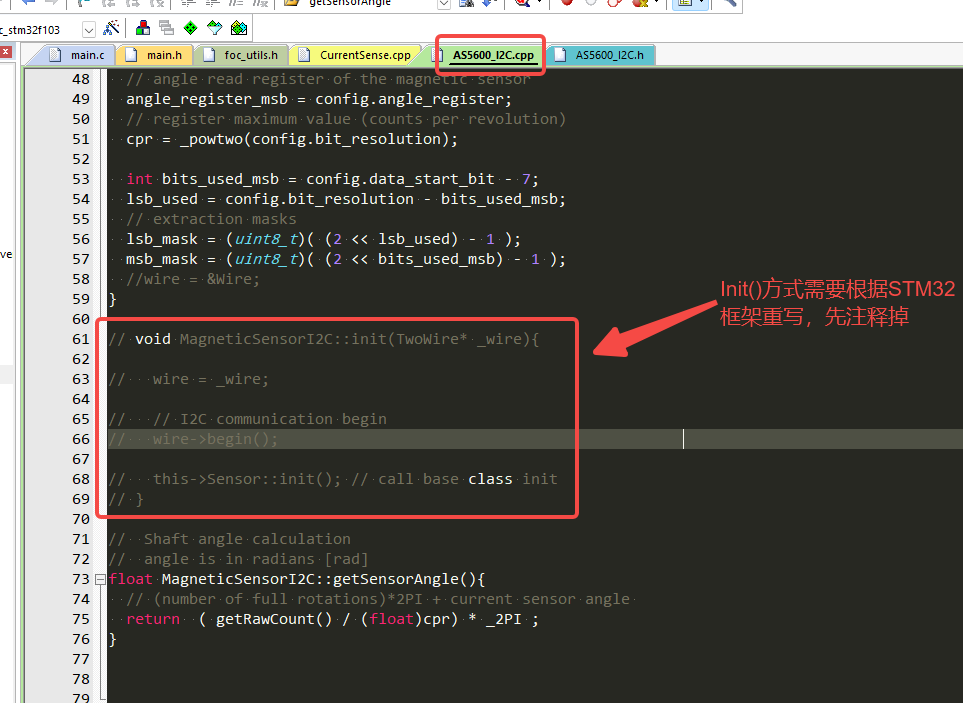 getSensorAngle
c_stm32f103
main.c
main.h
foc_utils.h
CurrentSense.cpp
AS5600_I2C.cpp
AS5600_I2C.h
48 // angle read register of the magnetic sensor
49 angle_register_msb = config.angle_register;
50 // register maximum value (counts per revolution)
51 cpr = _powtwo(config.bit_resolution);
52
53 int bits_used_msb = config.data_start_bit - 7;
54 lsb_used = config.bit_resolution - bits_used_msb;
55 // extraction masks
56 lsb_mask = (uint8_t)( (2 << lsb_used) - 1 );
57 msb_mask = (uint8_t)( (2 << bits_used_msb) - 1 );
58 //wire = &Wire;
59 }
60
61 // void MagneticSensorI2C::init(TwoWire* _wire){
62
63 // wire = _wire;
64
65 // // I2C communication begin
66 // wire->begin();
67
68 // this->Sensor::init(); // call base class init
69 // }
70
71 // Shaft angle calculation
72 // angle is in radians [rad]
73 float MagneticSensorI2C::getSensorAngle(){
74 // (number of full rotations)*2PI + current sensor angle
75 return ( getRawCount() / (float)cpr) * _2PI ;
76 }
77
78
79
ve
Init()方式需要根据STM32
框架重写，先注释掉